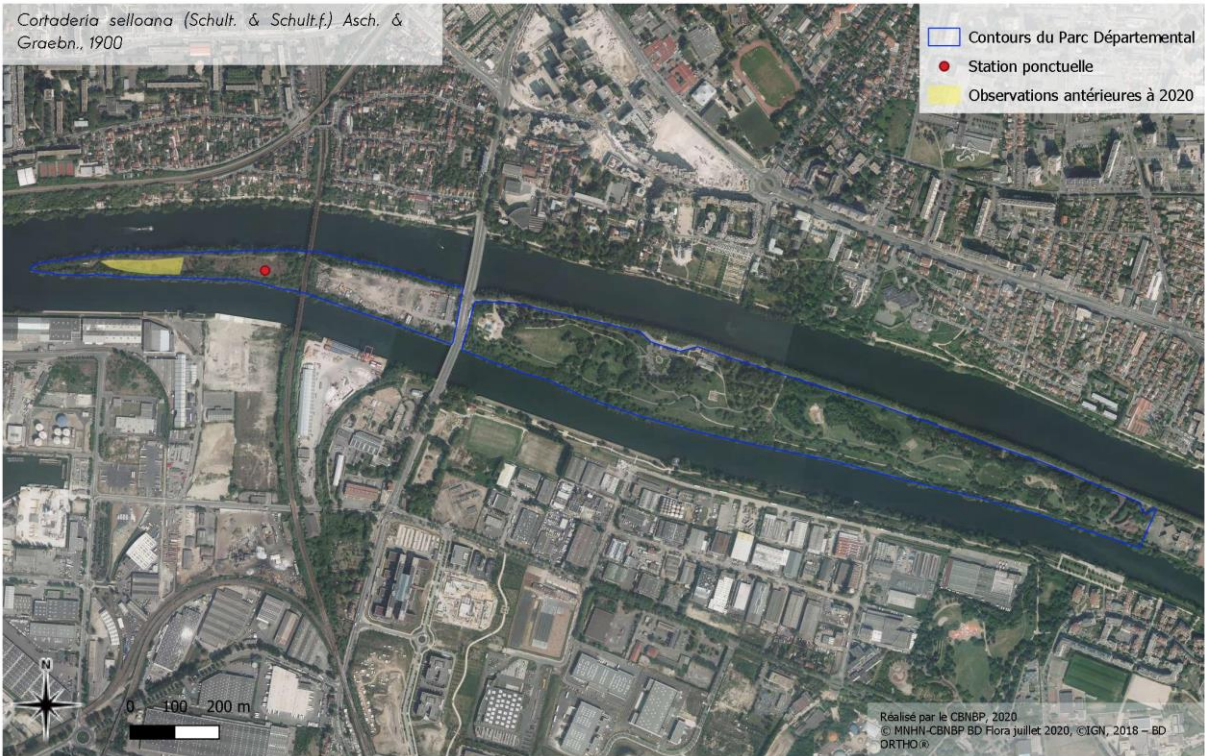 Cortaderia selloana (Schult. & Schult.f.) Asch. &
Graebn., 1900
Contours du Parc Départemental
Station ponctuelle
Observations antérieures à 2020
N
0 100 200 m
Réalisé par le CBNBP, 2020
© MNHN-CBNBP BD Flora juillet 2020, ©IGN, 2018 – BD
ORTHO®